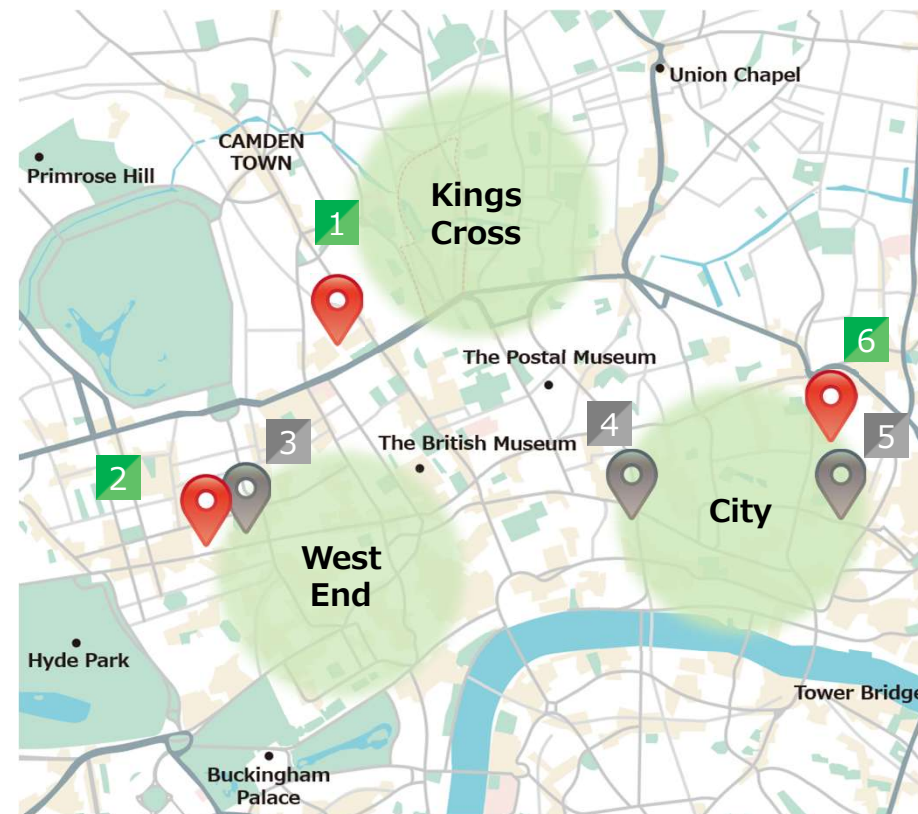 Union Chapel
CAMDEN
TOWN
Primrose Hill
Kings
Cross
1
The Postal Museum
6
The British Museum
4
3
5
2
City
West
End
Hyde Park
Tower Bridge
Buckingham
Palace